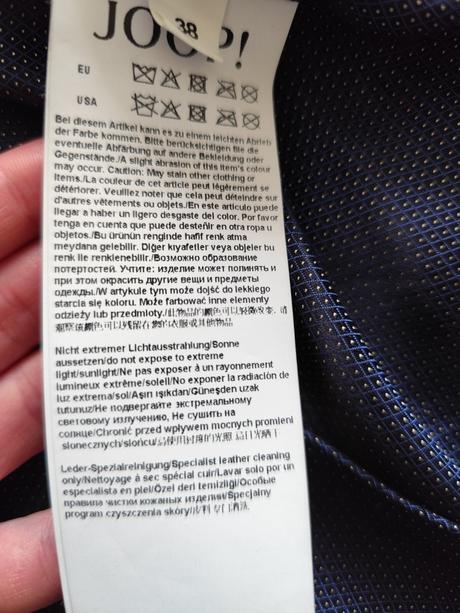 JOOP!
38
EU
USA
Bei diesem Artikel kann es zu einem leichten Abrieb
der Farbe kommen. Bitte berücksichtigen Sie die
eventuelle Abfärbung auf andere Bekleidung oder
Gegenstände./A slight abrasion of this item's colour
may occur. Caution: May stain other clothing or
items./La couleur de cet article peut légèrement se
détériorer. Veuillez noter que cela peut déteindre sur
d'autres vêtements ou objets./En este artículo puede
llegar a haber un ligero desgaste del color. Por favor
tenga en cuenta que puede desteñir en otra ropa u
objetos./Bu ürünün renginde hafif renk atma
meydana gelebilir. Diğer kıyafetler veya objeler bu
renk ile renklenebilir./Возможно образование
потертостей. Учтите: изделие может полинять и
при этом окрасить другие вещи и предметы
одежды./W artykule tym może dojść do lekkiego
starcia się koloru. Może farbować inne elementy
odzieży lub przedmioty./
Nicht extremer Lichtausstrahlung/Sonne
aussetzen/do not expose to extreme
light/sunlight/Ne pas exposer à un rayonnement
lumineux extrême/soleil/No exponer la radiación de
luz extrema/sol/Aşırı ışıkdan/Güneşden uzak
tutunuz/Не подвергайте экстремальному
световому излучению, Не сушить на
солнце/Chronić przed wpływem mocnych promieni
słonecznych/słońcu/
Leder-Spezialreinigung/Specialist leather cleaning
only/Nettoyage à sec spécial cuir/Lavar solo por un
especialista en piel/Özel deri temizliği/Особые
правила чистки кожаных изделий/Specjalny
program czyszczenia skóry/